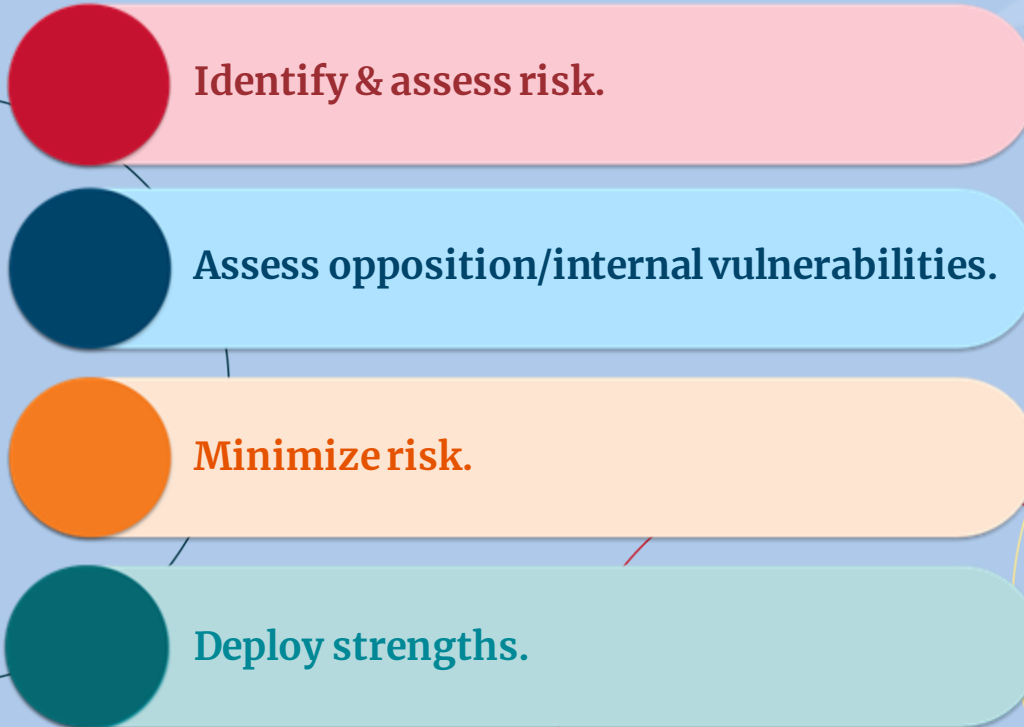 Identify & assess risk.
Assess opposition/internal vulnerabilities.
Minimize risk.
Deploy strengths.